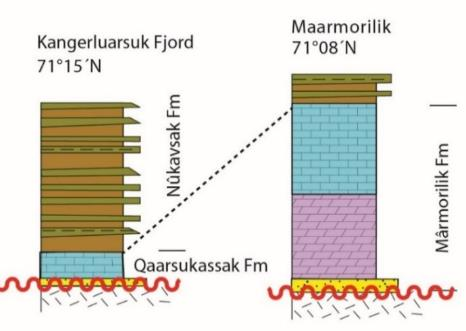 Kangerluarsuk Fjord
71°15´N
Maarmorilik
71°08´N
Nûkavsak Fm
Qaarsukassak Fm
Mârmorilik Fm